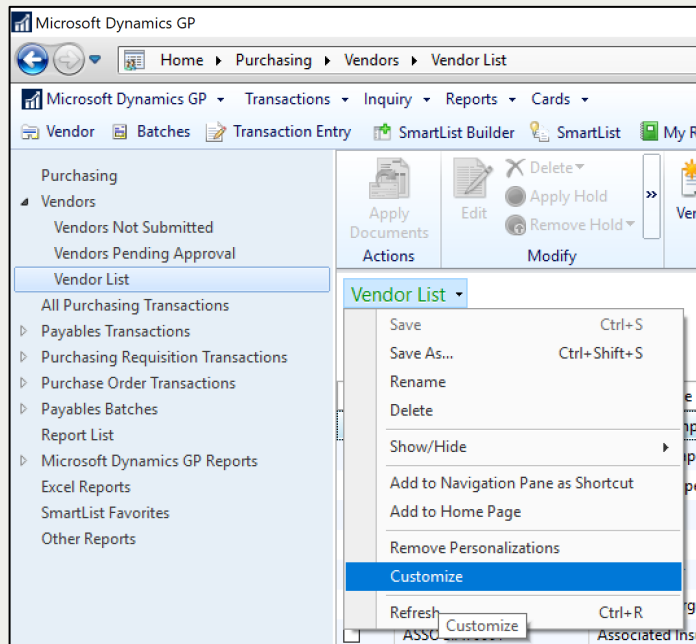 Microsoft Dynamics GP
Home Purchasing Vendors Vendor List
Microsoft Dynamics GP Transactions Inquiry Reports Cards
Vendor Batches Transaction Entry SmartList Builder SmartList My R
Purchasing
Vendors
Vendors Not Submitted
Vendors Pending Approval
Vendor List
All Purchasing Transactions
Payables Transactions
Purchasing Requisition Transactions
Purchase Order Transactions
Payables Batches
Report List
Microsoft Dynamics GP Reports
Excel Reports
SmartList Favorites
Other Reports
Apply Documents
Actions
Edit
Delete
Apply Hold
Remove Hold
Modify
Ver
Vendor List
Save Ctrl+S
Save As... Ctrl+Shift+S
Rename
Delete
Show/Hide
Add to Navigation Pane as Shortcut
Add to Home Page
Remove Personalizations
Customize
Refresh Ctrl+R
Customize
Associated Ins